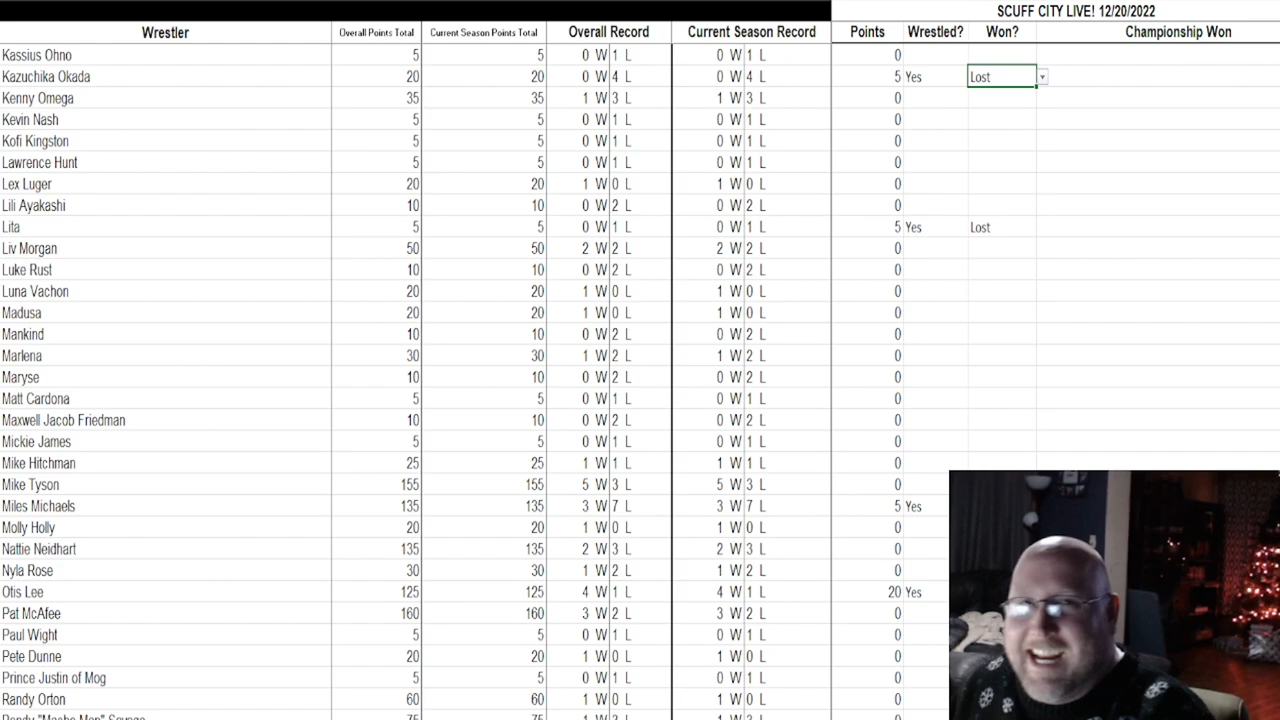 SCUFF CITY LIVE! 12/20/2022
Wrestler Overall Points Total Current Season Points Total Overall Record Current Season Record Points Wrestled? Won? Championship Won
Kassius Ohno 5 5 0 W 1 L 0 W 1 L 0
Kazuchika Okada 20 20 0 W 4 L 0 W 4 L 5 Yes Lost
Kenny Omega 35 35 1 W 3 L 1 W 3 L 0
Kevin Nash 5 5 0 W 1 L 0 W 1 L 0
Kofi Kingston 5 5 0 W 1 L 0 W 1 L 0
Lawrence Hunt 5 5 0 W 1 L 0 W 1 L 0
Lex Luger 20 20 1 W 0 L 1 W 0 L 0
Lili Ayakashi 10 10 0 W 2 L 0 W 2 L 0
Lita 5 5 0 W 1 L 0 W 1 L 5 Yes Lost
Liv Morgan 50 50 2 W 2 L 2 W 2 L 0
Luke Rust 10 10 0 W 2 L 0 W 2 L 0
Luna Vachon 20 20 1 W 0 L 1 W 0 L 0
Madusa 20 20 1 W 0 L 1 W 0 L 0
Mankind 10 10 0 W 2 L 0 W 2 L 0
Marlena 30 30 1 W 2 L 1 W 2 L 0
Maryse 10 10 0 W 2 L 0 W 2 L 0
Matt Cardona 5 5 0 W 1 L 0 W 1 L 0
Maxwell Jacob Friedman 10 10 0 W 2 L 0 W 2 L 0
Mickie James 5 5 0 W 1 L 0 W 1 L 0
Mike Hitchman 25 25 1 W 1 L 1 W 1 L 0
Mike Tyson 155 155 5 W 3 L 5 W 3 L 0
Miles Michaels 135 135 3 W 7 L 3 W 7 L 5 Yes
Molly Holly 20 20 1 W 0 L 1 W 0 L 0
Nattie Neidhart 135 135 2 W 3 L 2 W 3 L 0
Nyla Rose 30 30 1 W 2 L 1 W 2 L 0
Otis Lee 125 125 4 W 1 L 4 W 1 L 20 Yes
Pat McAfee 160 160 3 W 2 L 3 W 2 L 0
Paul Wight 5 5 0 W 1 L 0 W 1 L 0
Pete Dunne 20 20 1 W 0 L 1 W 0 L 0
Prince Justin of Mog 5 5 0 W 1 L 0 W 1 L 0
Randy Orton 60 60 1 W 0 L 1 W 0 L 0